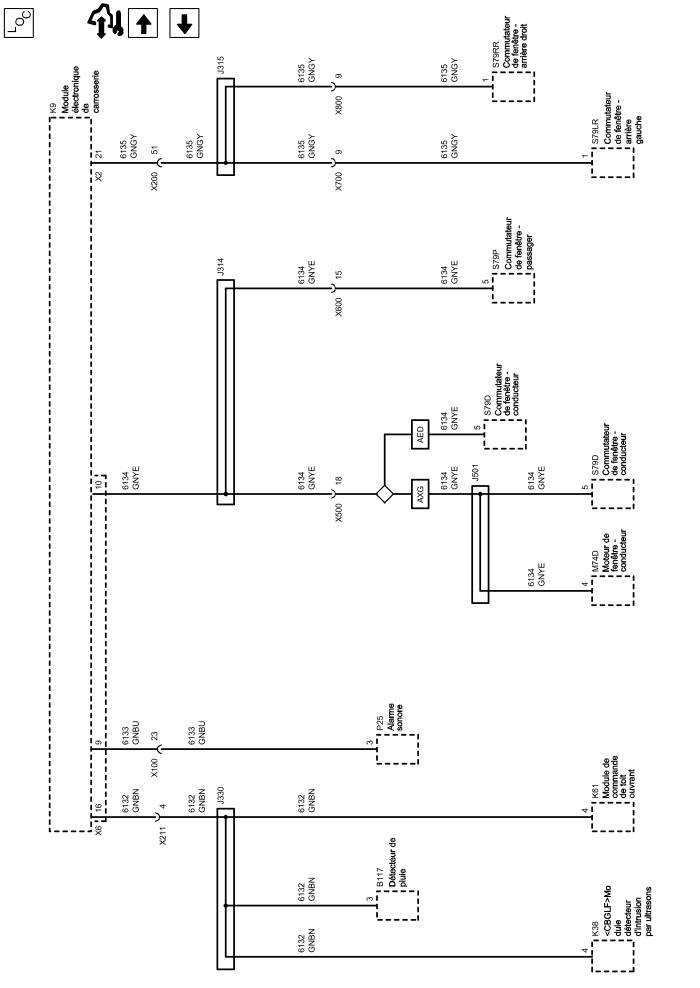 LOC
K9
Module
électronique
de
carrosserie
X6
16
6132
GNBN
X211
4
6132
GNBN
J330
6132
GNBN
4
K38
<CBGLF>Mo
dule
détecteur
d'intrusion
par ultrasons
6132
GNBN
3
B117
Détecteur de
pluie
6132
GNBN
4
K61
Module de
commande
de toit
ouvrant
9
6133
GNBU
X100
23
6133
GNBU
3
P25
Alarme
sonore
10
6134
GNYE
J314
6134
GNYE
X500
18
AXG
6134
GNYE
J501
6134
GNYE
4
M74D
Moteur de
fenêtre -
conducteur
6134
GNYE
5
S79D
Commutateur
de fenêtre -
conducteur
AED
6134
GNYE
5
S79D
Commutateur
de fenêtre -
conducteur
6134
GNYE
X600
15
6134
GNYE
5
S79P
Commutateur
de fenêtre -
passager
X2
21
6135
GNGY
X200
51
6135
GNGY
J315
6135
GNGY
X700
9
6135
GNGY
1
S79LR
Commutateur
de fenêtre -
arrière
gauche
6135
GNGY
X800
9
6135
GNGY
1
S79RR
Commutateur
de fenêtre -
arrière droit